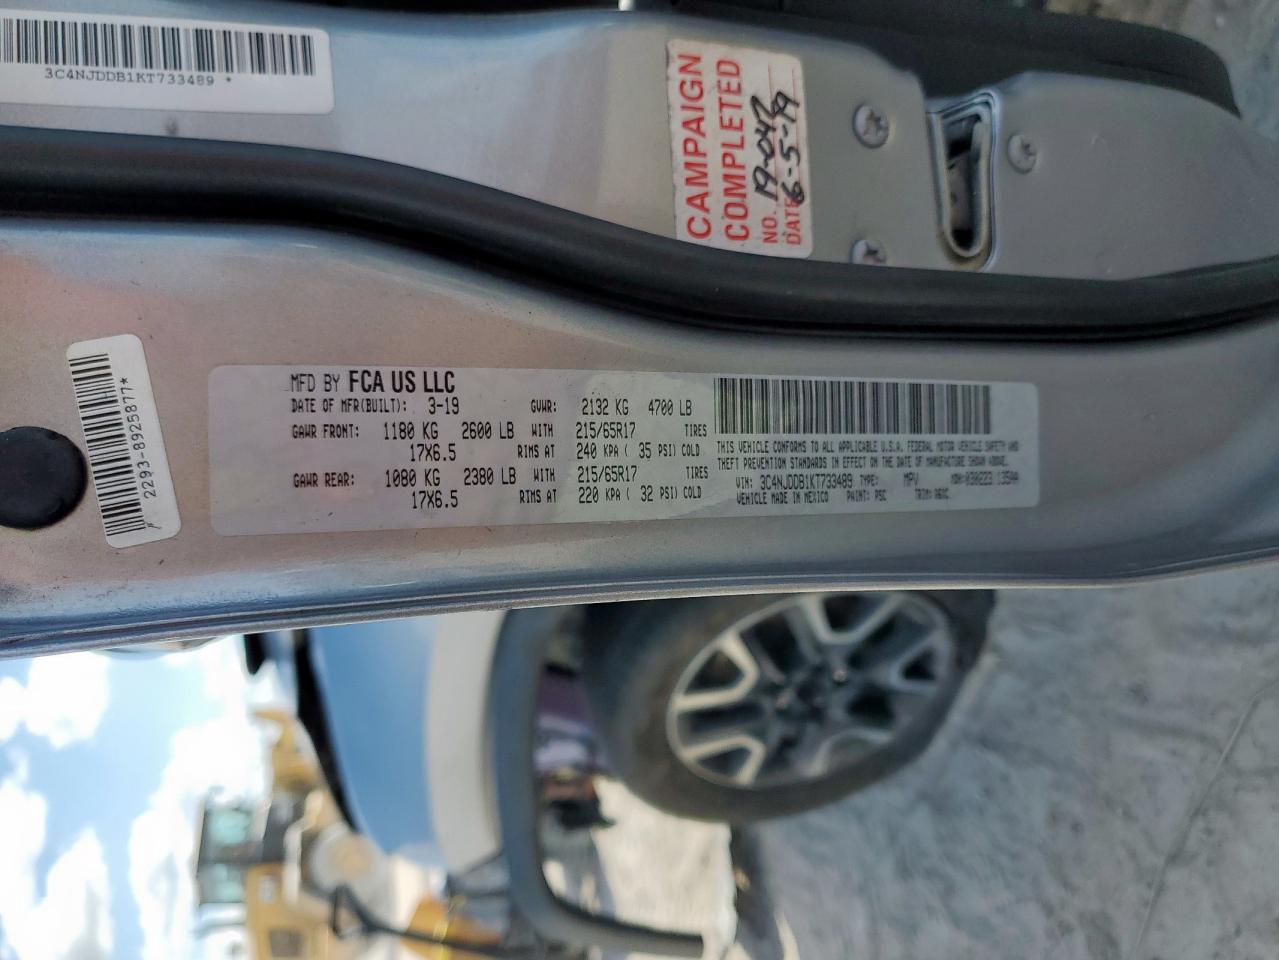 3C4NJDDB1KT733489 *
CAMPAIGN
COMPLETED
NO. 19-047
DATE 6-5-19
2293-8925877*
MFD BY FCA US LLC
DATE OF MFR(BUILT): 3-19 GVWR: 2132 KG 4700 LB
GAWR FRONT: 1180 KG 2600 LB WITH 215/65R17 TIRES
17X6.5 RIMS AT 240 KPA ( 35 PSI) COLD
GAWR REAR: 1080 KG 2380 LB WITH 215/65R17 TIRES
17X6.5 RIMS AT 220 KPA ( 32 PSI) COLD
THIS VEHICLE CONFORMS TO ALL APPLICABLE U.S.A. FEDERAL MOTOR VEHICLE SAFETY AND
THEFT PREVENTION STANDARDS IN EFFECT ON THE DATE OF MANUFACTURE SHOWN ABOVE.
VIN: 3C4NJDDB1KT733489 TYPE: MPV MDH: 030223 135AA
VEHICLE MADE IN MEXICO PAINT: PSC TRIM: